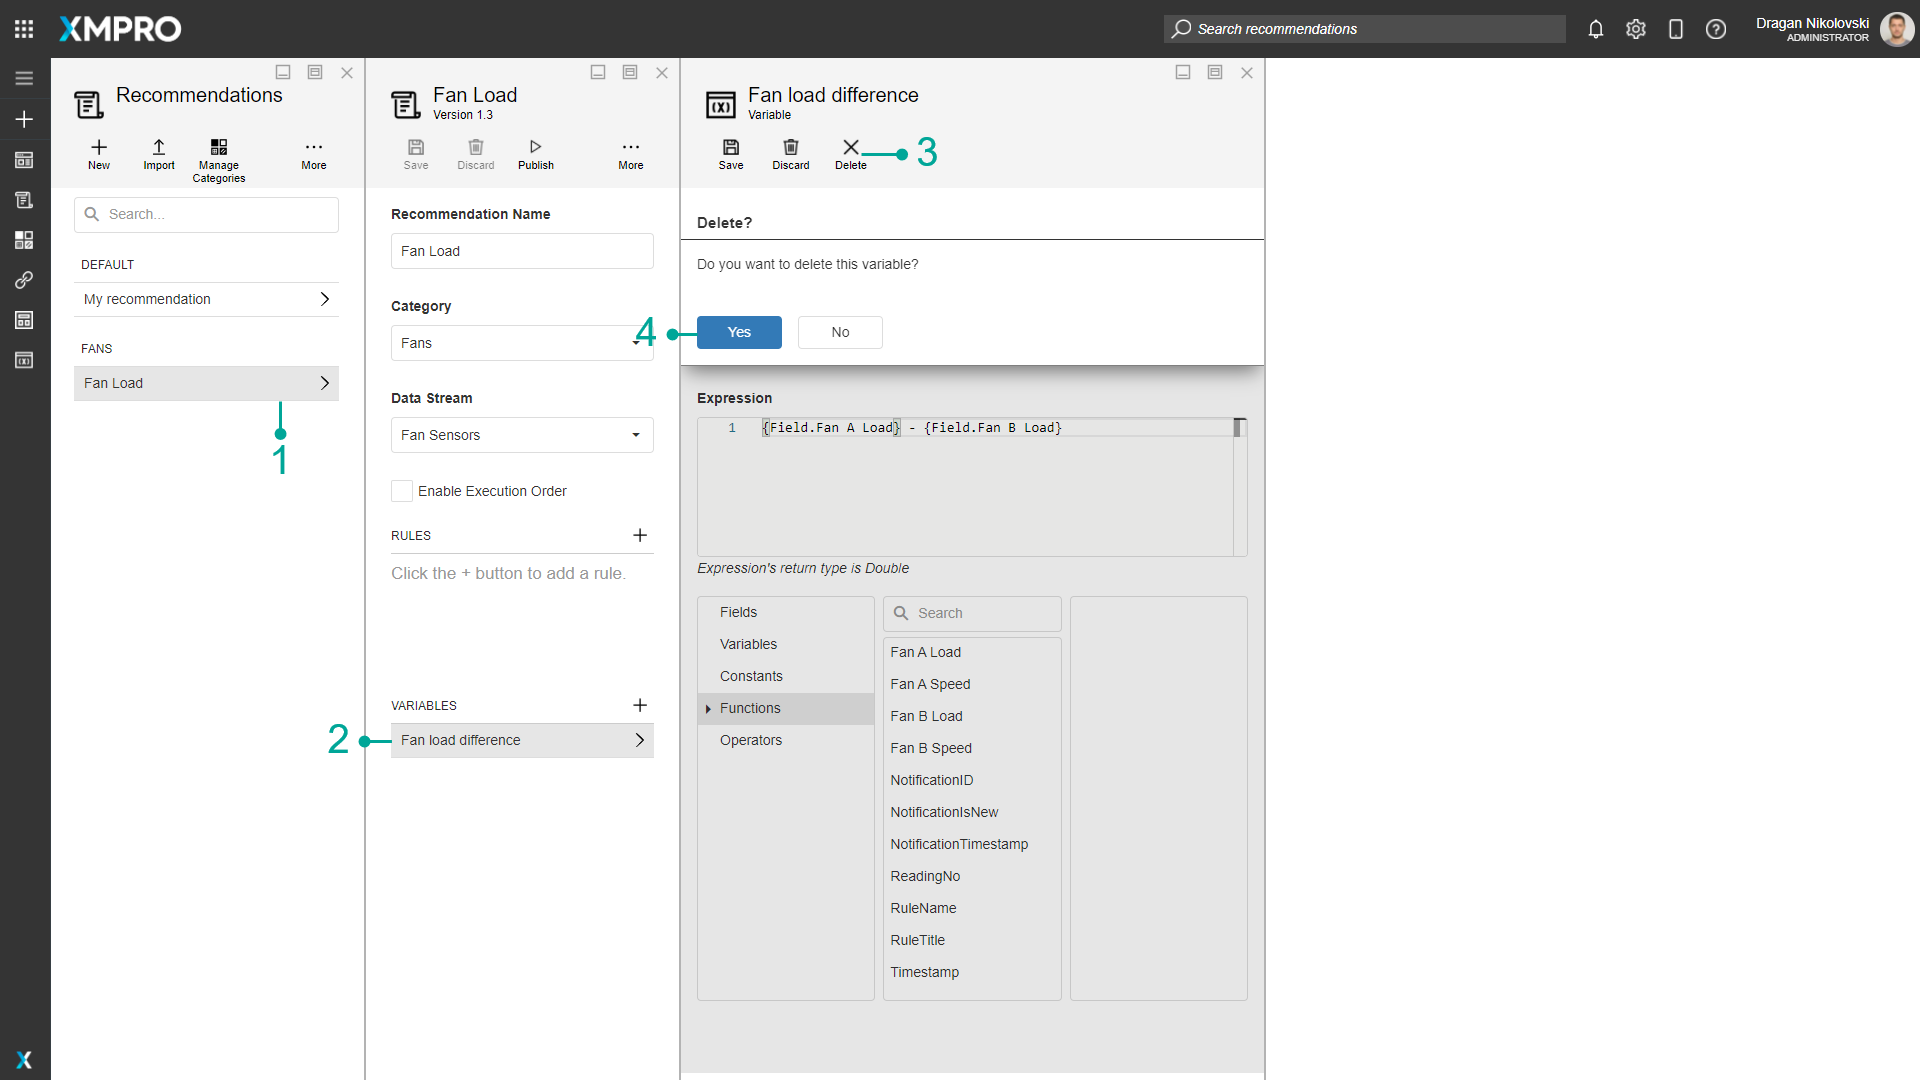 XMPRO
Search recommendations
Dragan Nikolovski
ADMINISTRATOR
Recommendations
New
Import
Manage
Categories
More
Search...
DEFAULT
My recommendation
FANS
Fan Load
1
Fan Load
Version 1.3
Save
Discard
Publish
More
Recommendation Name
Fan Load
Category
Fans
Data Stream
Fan Sensors
Enable Execution Order
RULES
Click the + button to add a rule.
VARIABLES
2
Fan load difference
Fan load difference
Variable
Save
Discard
Delete
3
Delete?
Do you want to delete this variable?
4
Yes
No
Expression
1 {Field.Fan A Load} - {Field.Fan B Load}
Expression's return type is Double
Fields
Variables
Constants
Functions
Operators
Search
Fan A Load
Fan A Speed
Fan B Load
Fan B Speed
NotificationID
NotificationIsNew
NotificationTimestamp
ReadingNo
RuleName
RuleTitle
Timestamp
X